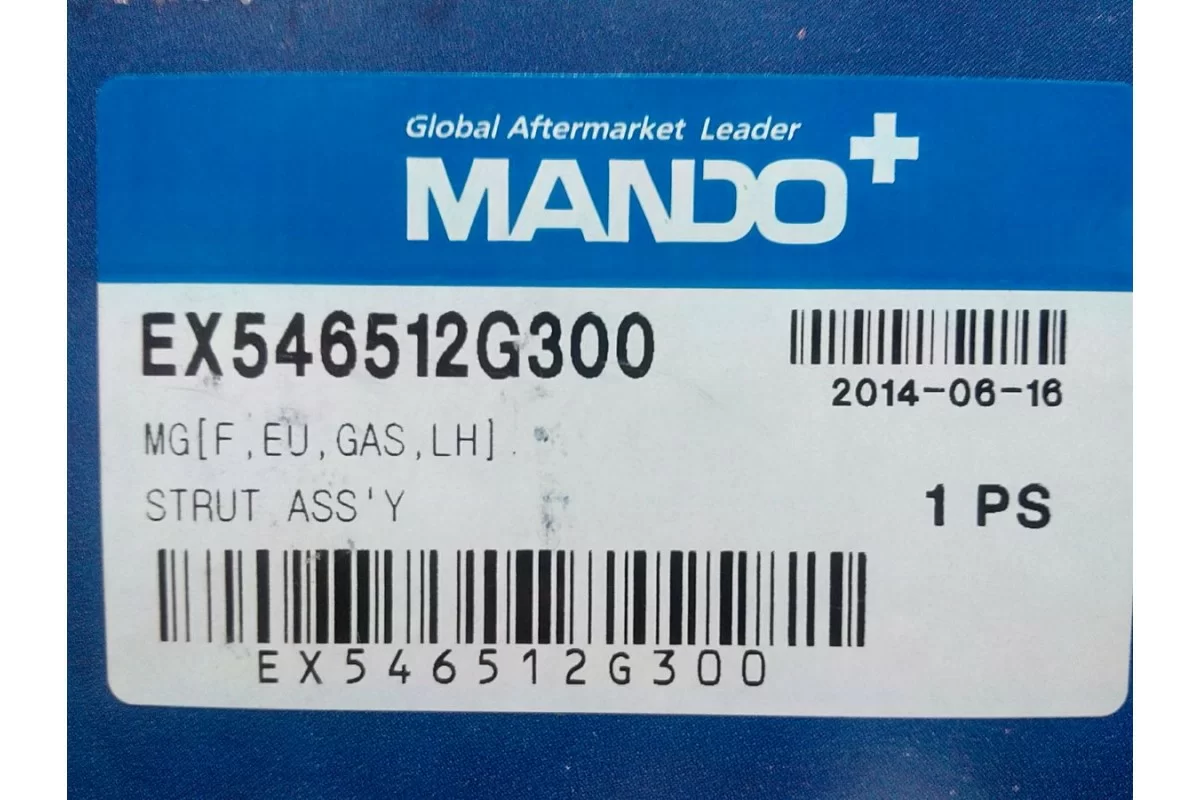 Global Aftermarket Leader
MANDO+
EX546512G300
2014-06-16
MG[F,EU,GAS,LH].
STRUT ASS'Y
1 PS
EX546512G300